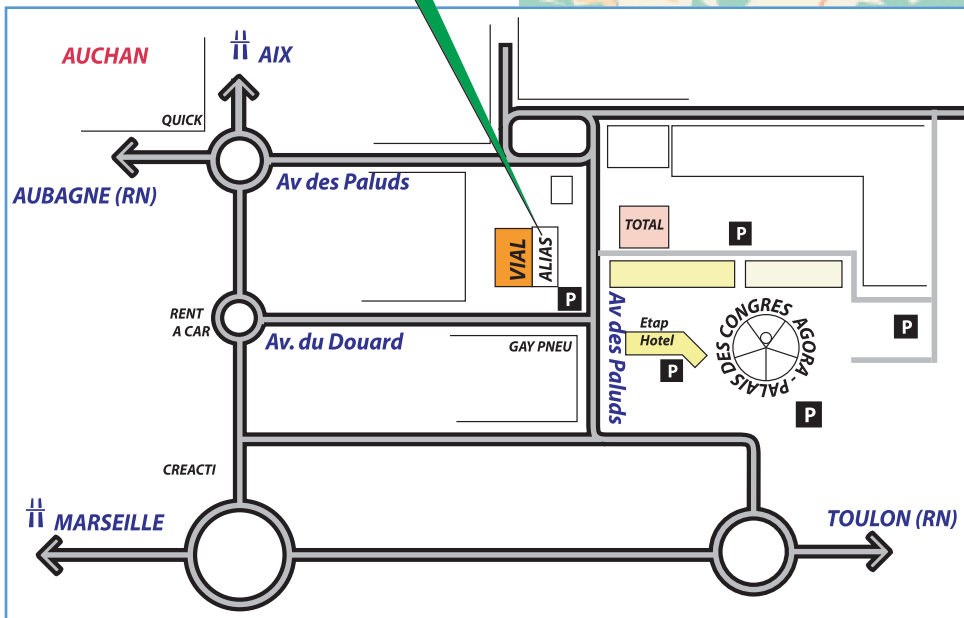 AUCHAN
AIX
QUICK
AUBAGNE (RN)
Av des Paluds
TOTAL
P
VIAL
ALIAS
P
RENT
A CAR
Av. du Douard
GAY PNEU
Av des Paluds
Etap
Hotel
P
AGORA - PALAIS DES CONGRES
P
P
CREACTI
MARSEILLE
TOULON (RN)